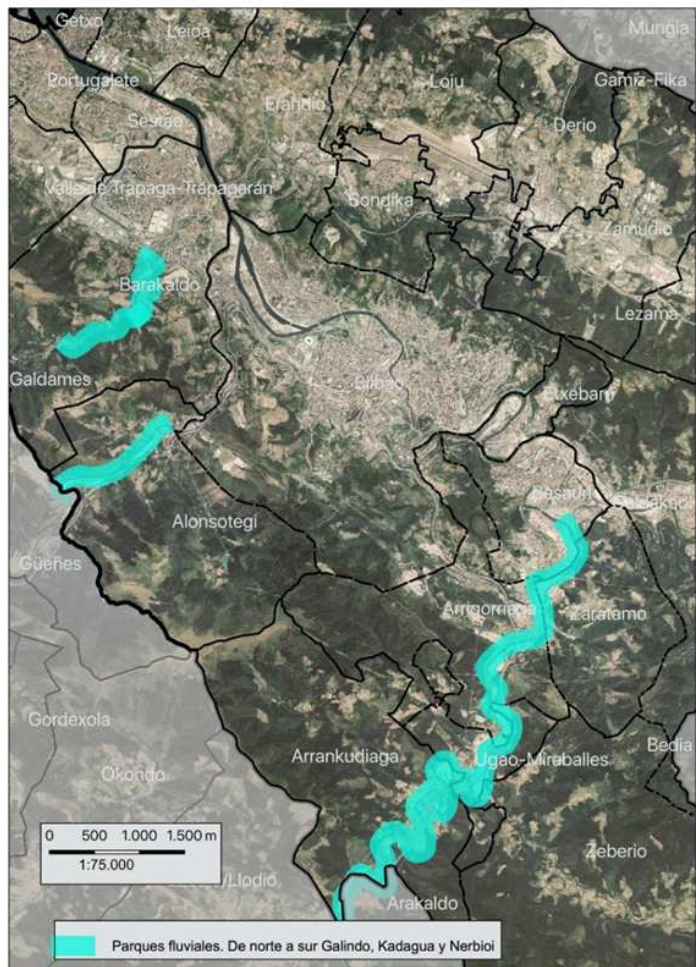 Getxo
Leioa
Mungia
Portugalete
Loiu
Gamiz-Fika
Erandio
Sestao
Derio
Valle de Trápaga-Trapagaran
Sondika
Zamudio
Barakaldo
Lezama
Galdames
Bilbao
Etxebarri
Basauri
Galdakao
Alonsotegi
Güeñes
Arrigorriaga
Zaratamo
Gordexola
Arrankudiaga
Ugao-Miraballes
Bedia
Okondo
0 500 1.000 1.500 m
1:75.000
Zeberio
/Llodio
Arakaldo
Parques fluviales. De norte a sur Galindo, Kadagua y Nerbioi